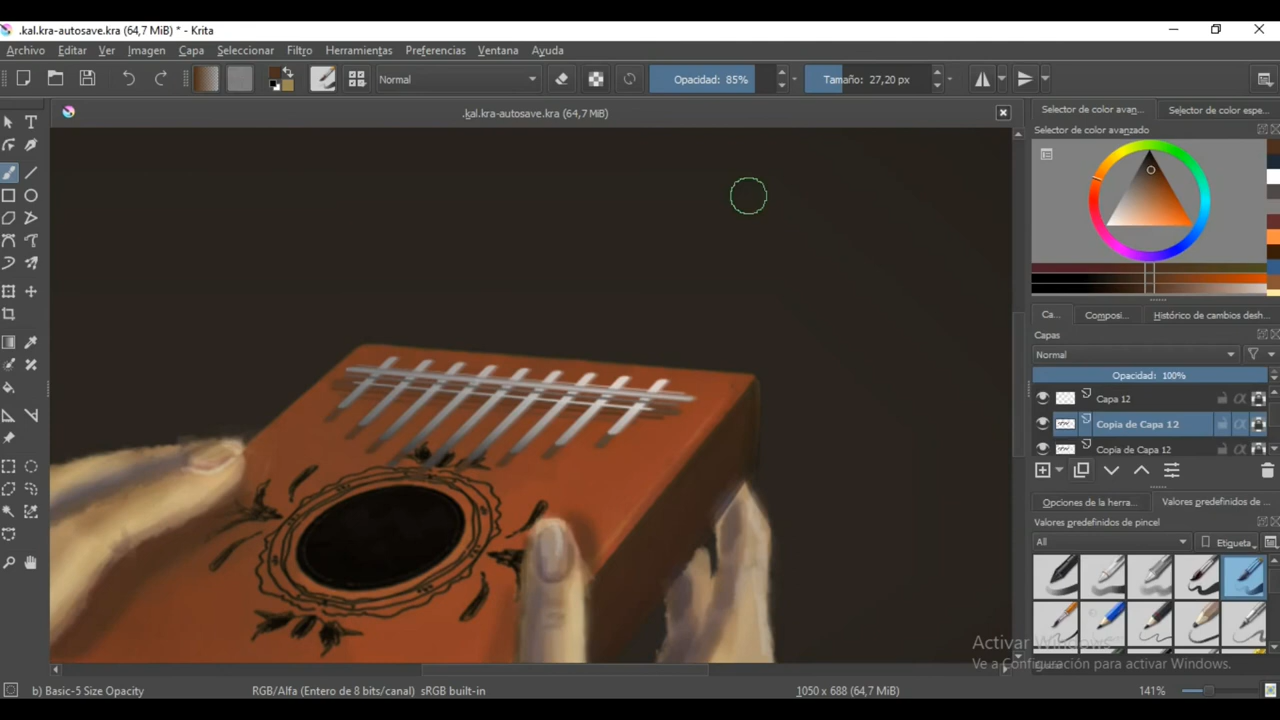 .kal.kra-autosave.kra (64,7 MiB) * - Krita
Archivo Editar Ver Imagen Capa Seleccionar Filtro Herramientas Preferencias Ventana Ayuda
Normal Opacidad: 85% Tamaño: 27,20 px
.kal.kra-autosave.kra (64,7 MiB)
Selector de color avan... Selector de color espe...
Selector de color avanzado
Ca... Composi... Histórico de cambios desh...
Capas
Normal
Opacidad: 100%
Capa 12
Copia de Capa 12
Copia de Capa 12
Opciones de la herra... Valores predefinidos de ...
Valores predefinidos de pincel
All Etiqueta
Activar Windows
Ve a Configuración para activar Windows.
b) Basic-5 Size Opacity RGB/Alfa (Entero de 8 bits/canal) sRGB built-in 1050 x 688 (64,7 MiB) 141%